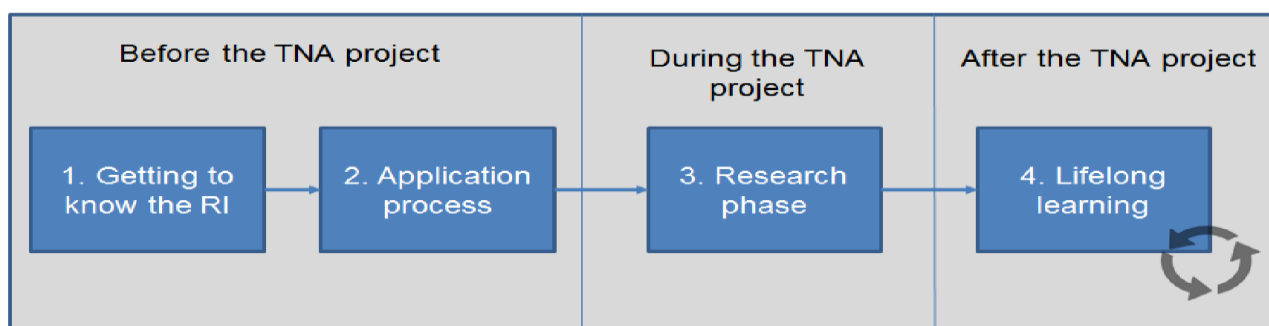 Before the TNA project
During the TNA
project
After the TNA project
1. Getting to
know the RI
2. Application
process
3. Research
phase
4. Lifelong
learning